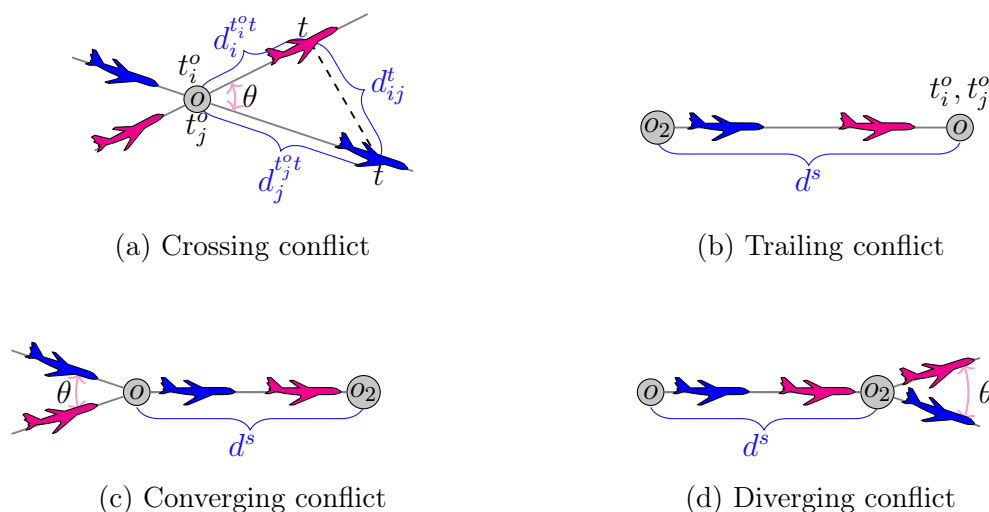 t_i^o
o
t_j^o
d_i^{t_i^o t}
t
θ
d_{ij}^t
d_j^{t_j^o t}
t
(a) Crossing conflict
t_i^o, t_j^o
o_2
o
d^s
(b) Trailing conflict
θ
o
o_2
d^s
(c) Converging conflict
o
o_2
θ
d^s
(d) Diverging conflict